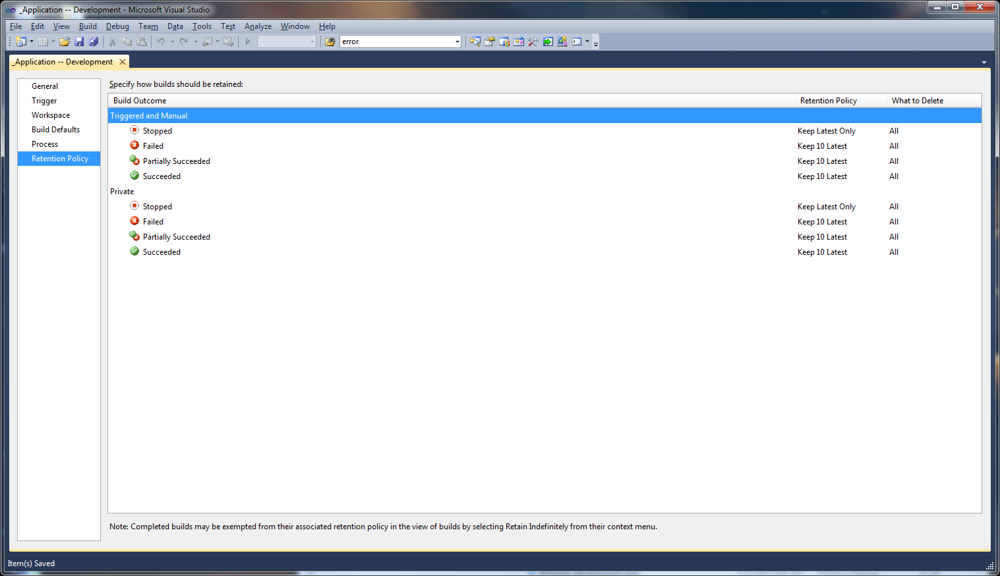 _Application -- Development - Microsoft Visual Studio
File Edit View Build Debug Team Data Tools Test Analyze Window Help
error
_Application -- Development
General
Trigger
Workspace
Build Defaults
Process
Retention Policy
Specify how builds should be retained:
Build Outcome Retention Policy What to Delete
Triggered and Manual
Stopped Keep Latest Only All
Failed Keep 10 Latest All
Partially Succeeded Keep 10 Latest All
Succeeded Keep 10 Latest All
Private
Stopped Keep Latest Only All
Failed Keep 10 Latest All
Partially Succeeded Keep 10 Latest All
Succeeded Keep 10 Latest All
Note: Completed builds may be exempted from their associated retention policy in the view of builds by selecting Retain Indefinitely from their context menu.
Item(s) Saved